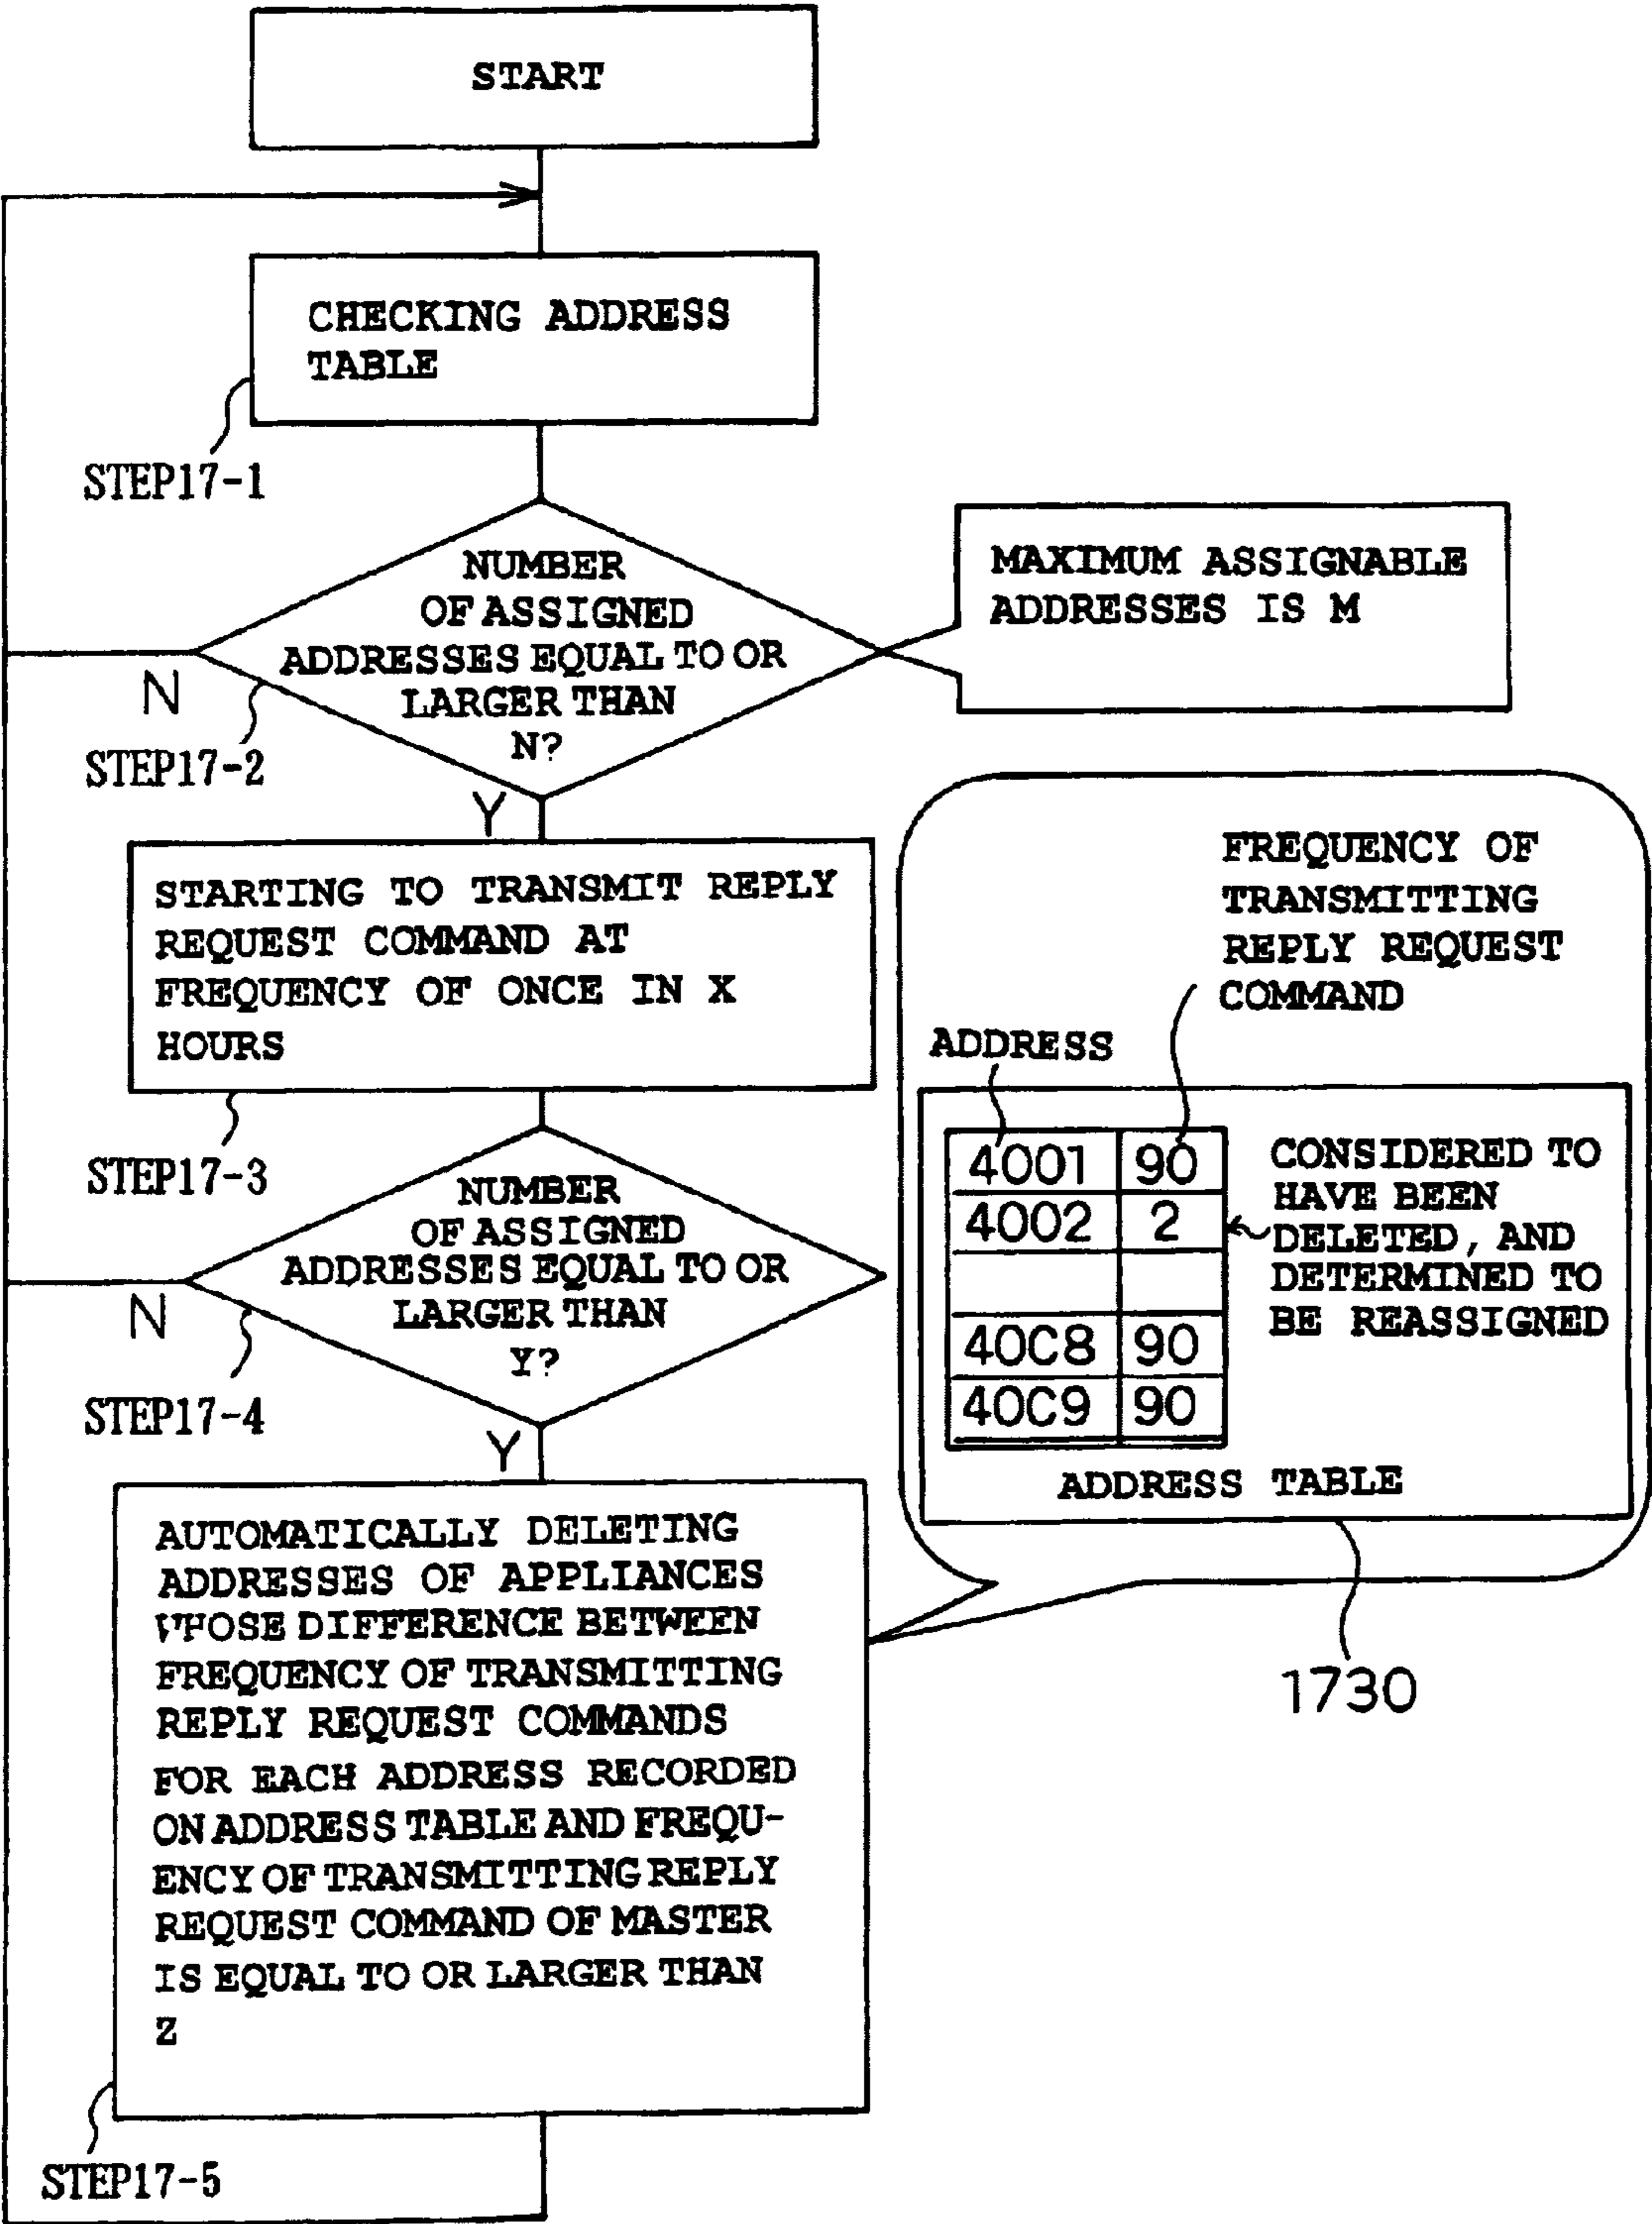 START
CHECKING ADDRESS
TABLE
STEP17-1
NUMBER
OF ASSIGNED
ADDRESSES EQUAL TO OR
LARGER THAN
N?
N
STEP17-2
MAXIMUM ASSIGNABLE
ADDRESSES IS M
Y
STARTING TO TRANSMIT REPLY
REQUEST COMMAND AT
FREQUENCY OF ONCE IN X
HOURS
STEP17-3
NUMBER
OF ASSIGNED
ADDRESSES EQUAL TO OR
LARGER THAN
Y?
N
STEP17-4
Y
AUTOMATICALLY DELETING
ADDRESSES OF APPLIANCES
WHOSE DIFFERENCE BETWEEN
FREQUENCY OF TRANSMITTING
REPLY REQUEST COMMANDS
FOR EACH ADDRESS RECORDED
ON ADDRESS TABLE AND FREQU-
ENCY OF TRANSMITTING REPLY
REQUEST COMMAND OF MASTER
IS EQUAL TO OR LARGER THAN
Z
STEP17-5
FREQUENCY OF
TRANSMITTING
REPLY REQUEST
COMMAND
ADDRESS
4001 90
4002 2
40C8 90
40C9 90
CONSIDERED TO
HAVE BEEN
DELETED, AND
DETERMINED TO
BE REASSIGNED
ADDRESS TABLE
1730